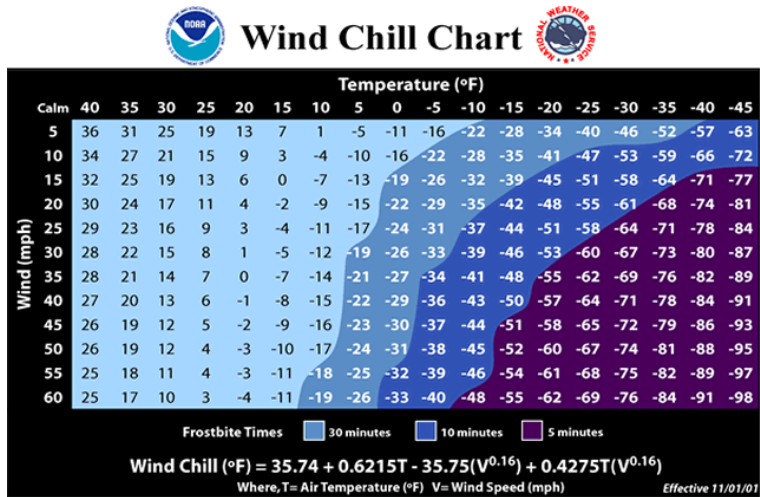 NOAA
Wind Chill Chart
NATIONAL WEATHER SERVICE
Temperature (ºF)
Calm 40 35 30 25 20 15 10 5 0 -5 -10 -15 -20 -25 -30 -35 -40 -45
Wind (mph)
5 36 31 25 19 13 7 1 -5 -11 -16 -22 -28 -34 -40 -46 -52 -57 -63
10 34 27 21 15 9 3 -4 -10 -16 -22 -28 -35 -41 -47 -53 -59 -66 -72
15 32 25 19 13 6 0 -7 -13 -19 -26 -32 -39 -45 -51 -58 -64 -71 -77
20 30 24 17 11 4 -2 -9 -15 -22 -29 -35 -42 -48 -55 -61 -68 -74 -81
25 29 23 16 9 3 -4 -11 -17 -24 -31 -37 -44 -51 -58 -64 -71 -78 -84
30 28 22 15 8 1 -5 -12 -19 -26 -33 -39 -46 -53 -60 -67 -73 -80 -87
35 28 21 14 7 0 -7 -14 -21 -27 -34 -41 -48 -55 -62 -69 -76 -82 -89
40 27 20 13 6 -1 -8 -15 -22 -29 -36 -43 -50 -57 -64 -71 -78 -84 -91
45 26 19 12 5 -2 -9 -16 -23 -30 -37 -44 -51 -58 -65 -72 -79 -86 -93
50 26 19 12 4 -3 -10 -17 -24 -31 -38 -45 -52 -60 -67 -74 -81 -88 -95
55 25 18 11 4 -3 -11 -18 -25 -32 -39 -46 -54 -61 -68 -75 -82 -89 -97
60 25 17 10 3 -4 -11 -19 -26 -33 -40 -48 -55 -62 -69 -76 -84 -91 -98
Frostbite Times 30 minutes 10 minutes 5 minutes
Wind Chill (ºF) = 35.74 + 0.6215T - 35.75(V0.16) + 0.4275T(V0.16)
Where, T= Air Temperature (ºF) V= Wind Speed (mph)
Effective 11/01/01